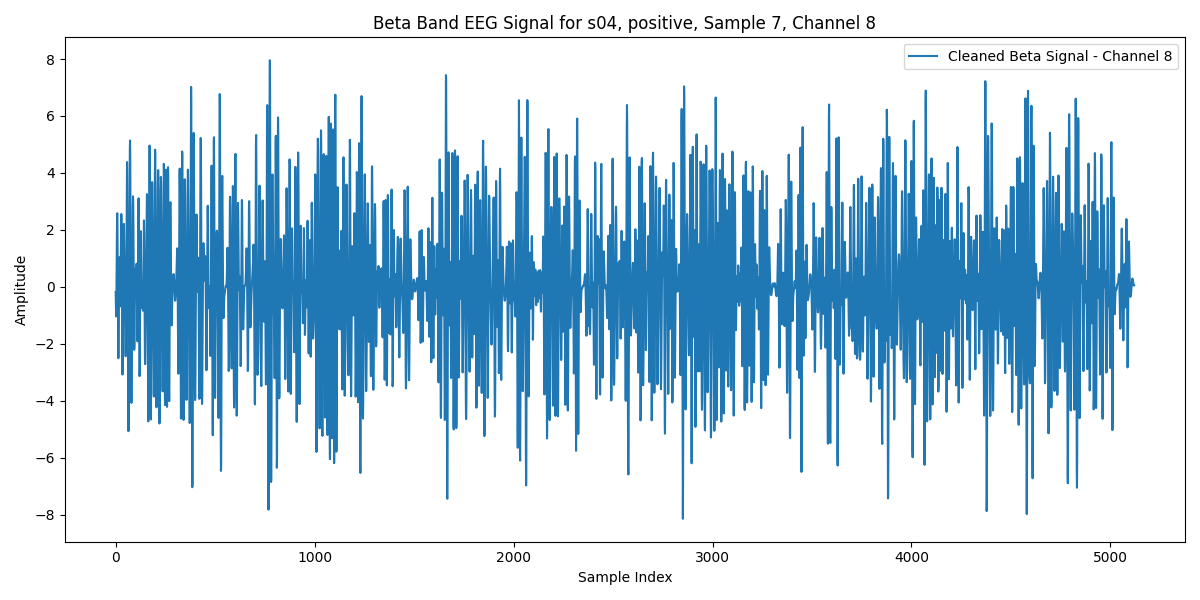 Beta Band EEG Signal for s04, positive, Sample 7, Channel 8
Cleaned Beta Signal - Channel 8
Amplitude
8
6
4
2
0
−2
−4
−6
−8
0 1000 2000 3000 4000 5000
Sample Index